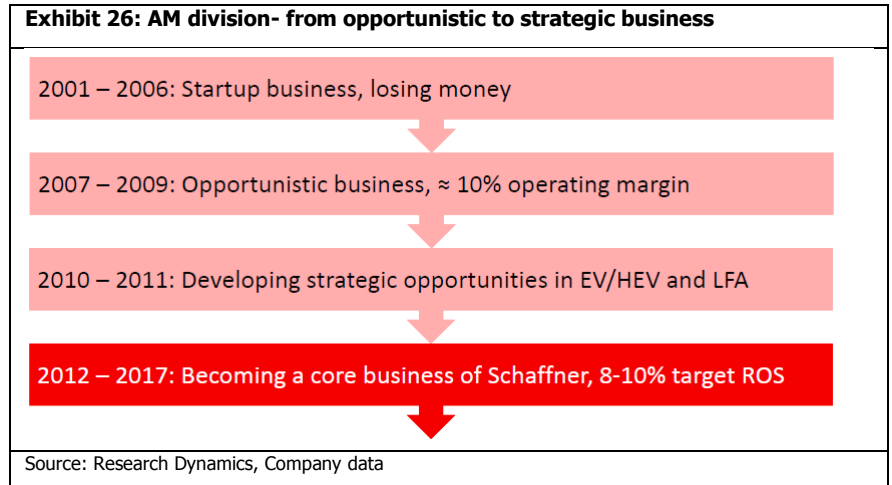 Exhibit 26: AM division- from opportunistic to strategic business
2001 – 2006: Startup business, losing money
2007 – 2009: Opportunistic business, ≈ 10% operating margin
2010 – 2011: Developing strategic opportunities in EV/HEV and LFA
2012 – 2017: Becoming a core business of Schaffner, 8-10% target ROS
Source: Research Dynamics, Company data